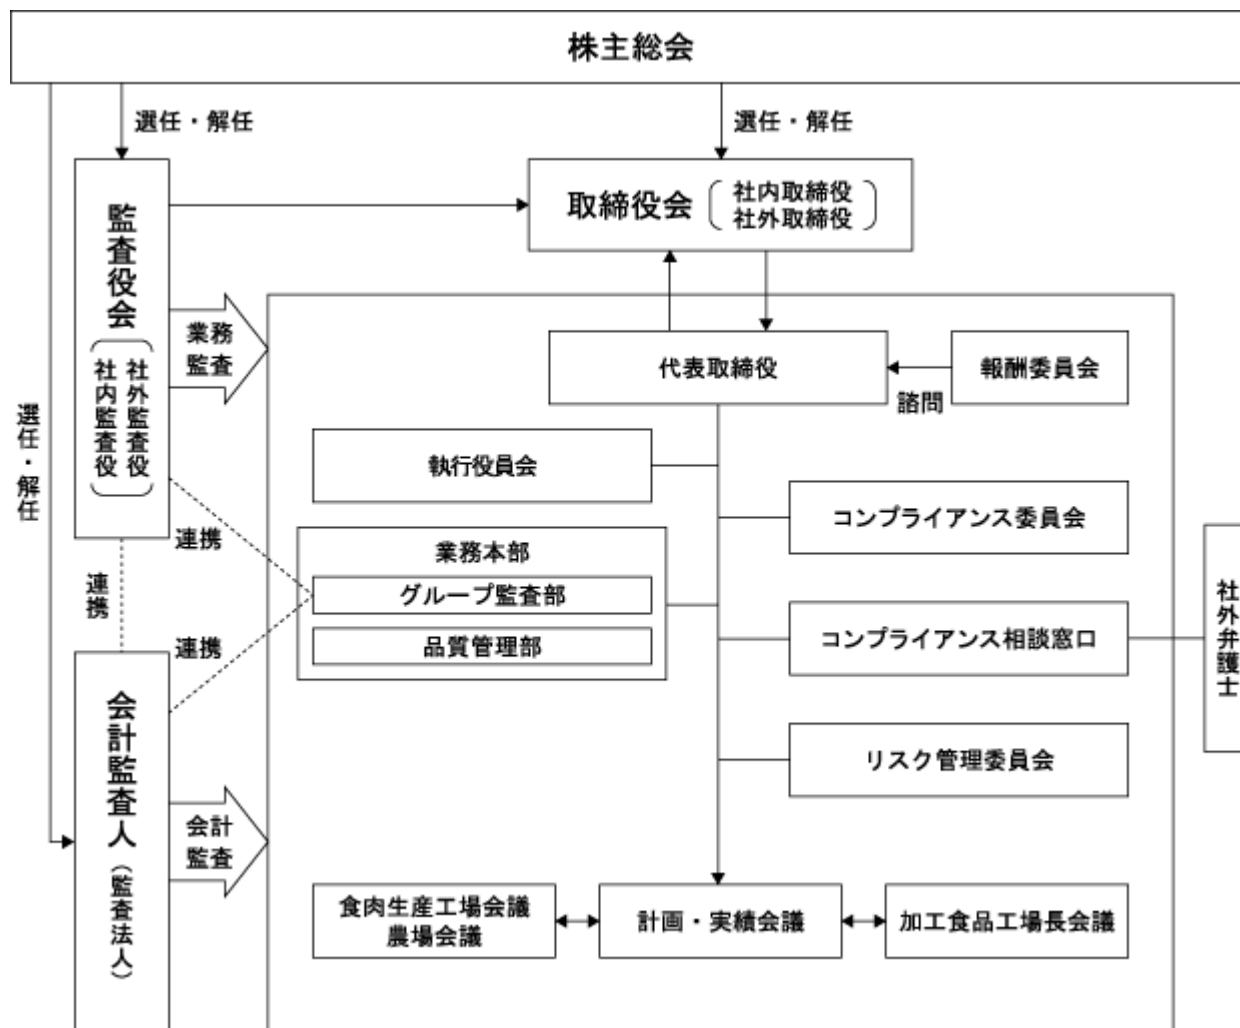 株主総会
選任・解任
選任・解任
選任・解任
監査役会
社外監査役
社内監査役
取締役会
社内取締役
社外取締役
業務
監査
代表取締役
報酬委員会
諮問
執行役員会
コンプライアンス委員会
連携
連携
連携
業務本部
グループ監査部
品質管理部
コンプライアンス相談窓口
社外弁護士
リスク管理委員会
会計監査人
（監査法人）
会計
監査
食肉生産工場会議
農場会議
計画・実績会議
加工食品工場長会議